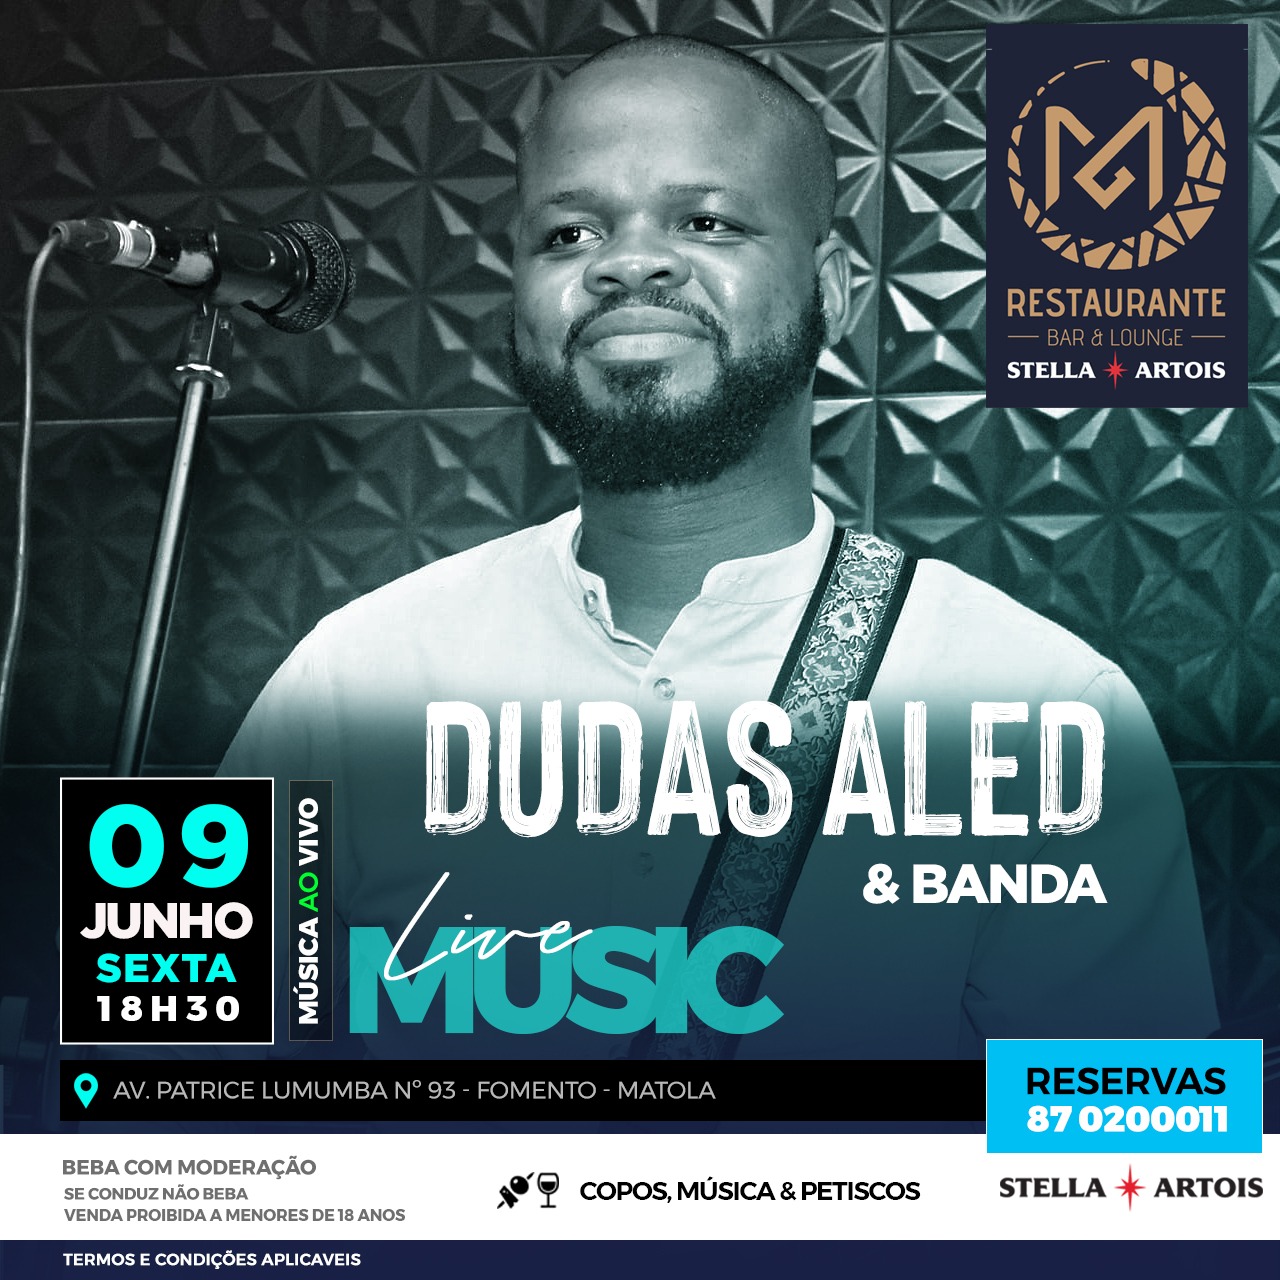 RESTAURANTE
BAR & LOUNGE
STELLA ARTOIS
DUDAS ALED
& BANDA
09
JUNHO
SEXTA
18H30
MÚSICA AO VIVO
Live
MUSIC
AV. PATRICE LUMUMBA Nº 93 - FOMENTO - MATOLA
RESERVAS
87 0200011
BEBA COM MODERAÇÃO
SE CONDUZ NÃO BEBA
VENDA PROIBIDA A MENORES DE 18 ANOS
COPOS, MÚSICA & PETISCOS
STELLA ARTOIS
TERMOS E CONDIÇÕES APLICAVEIS